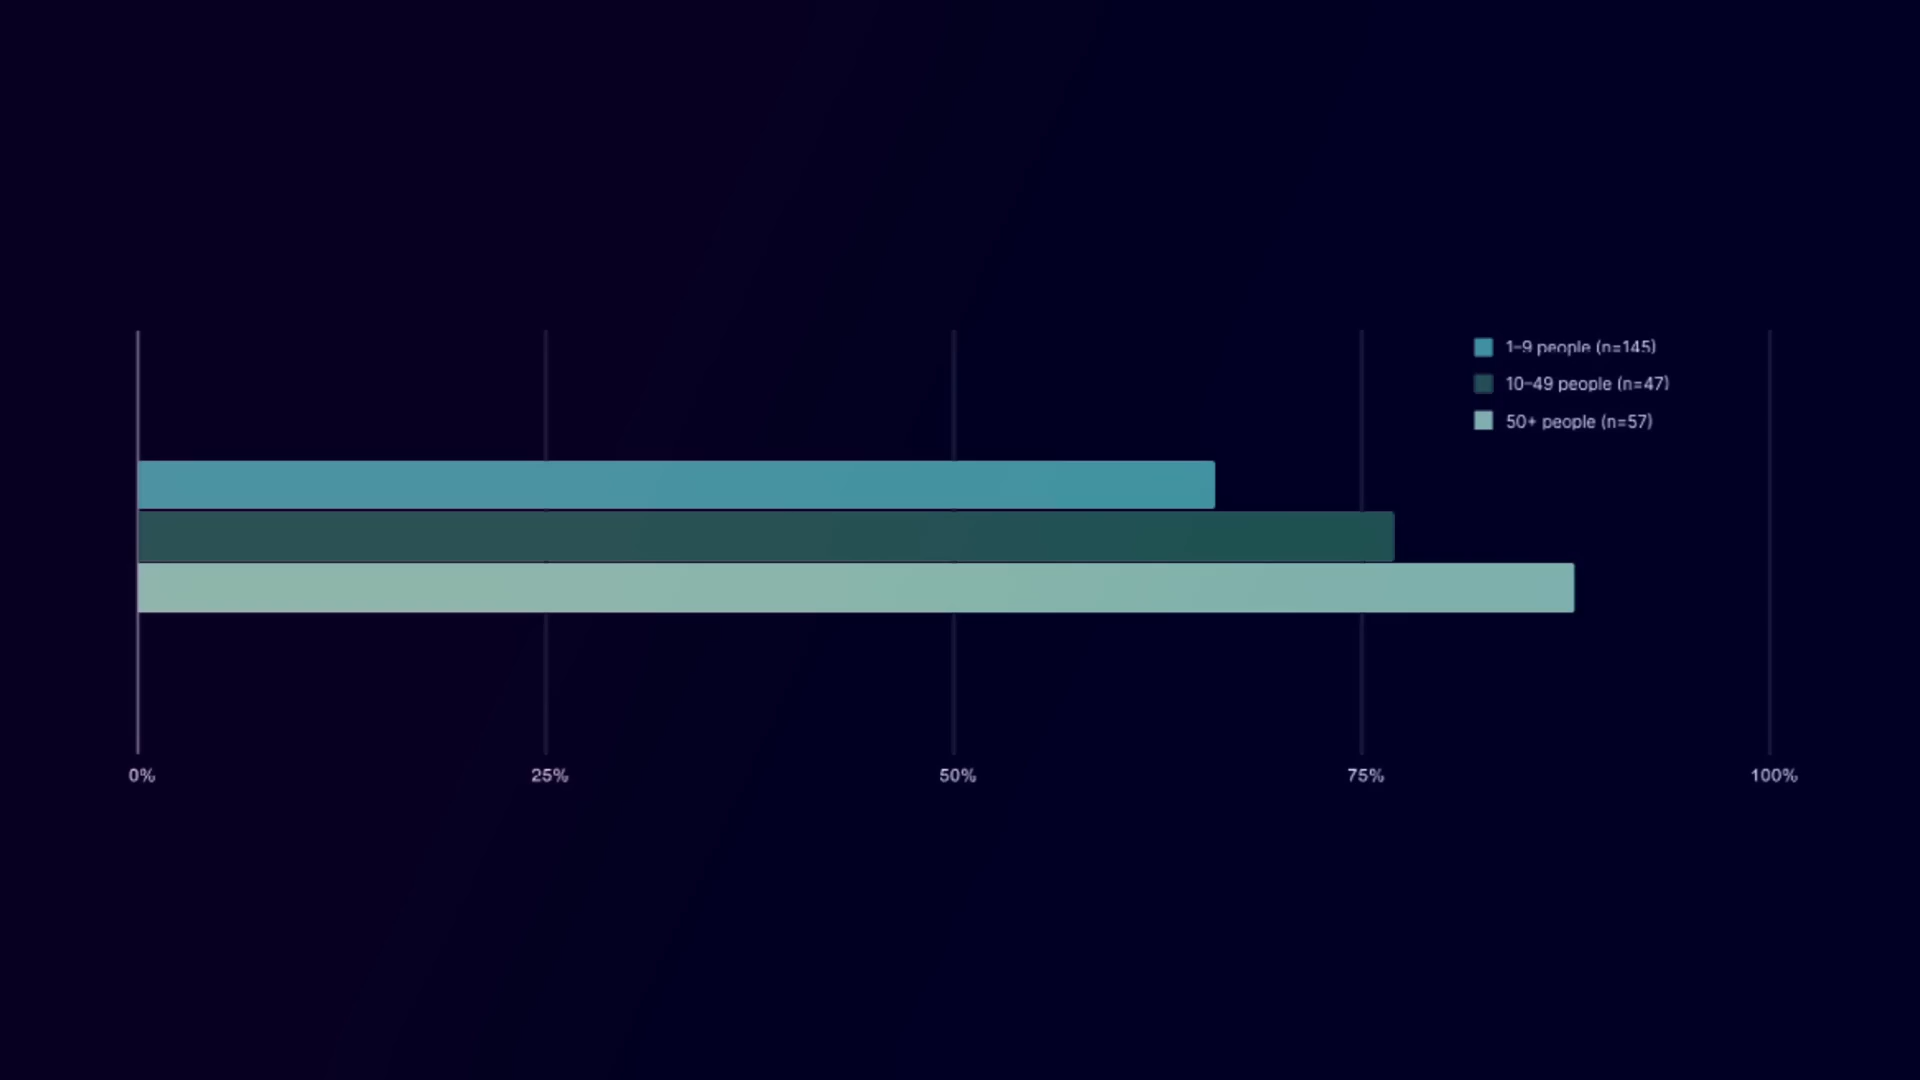 1–9 people (n=145)
10–49 people (n=47)
50+ people (n=57)
0% 25% 50% 75% 100%